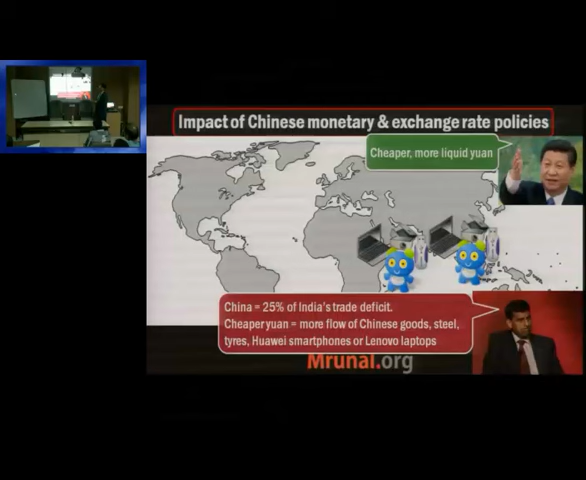 Impact of Chinese monetary & exchange rate policies
Cheaper, more liquid yuan
China = 25% of India's trade deficit.
Cheaper yuan = more flow of Chinese goods, steel,
tyres, Huawei smartphones or Lenovo laptops
Mrunal.org